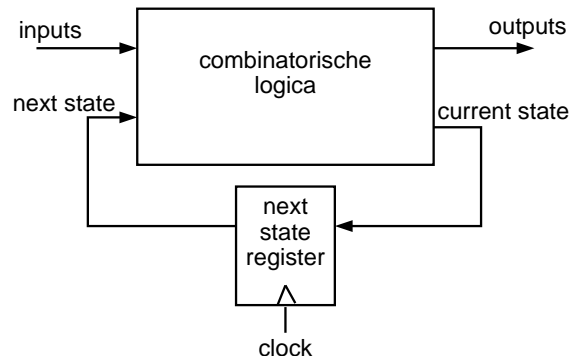 inputs
outputs
combinatorische
logica
next state
current state
next
state
register
clock